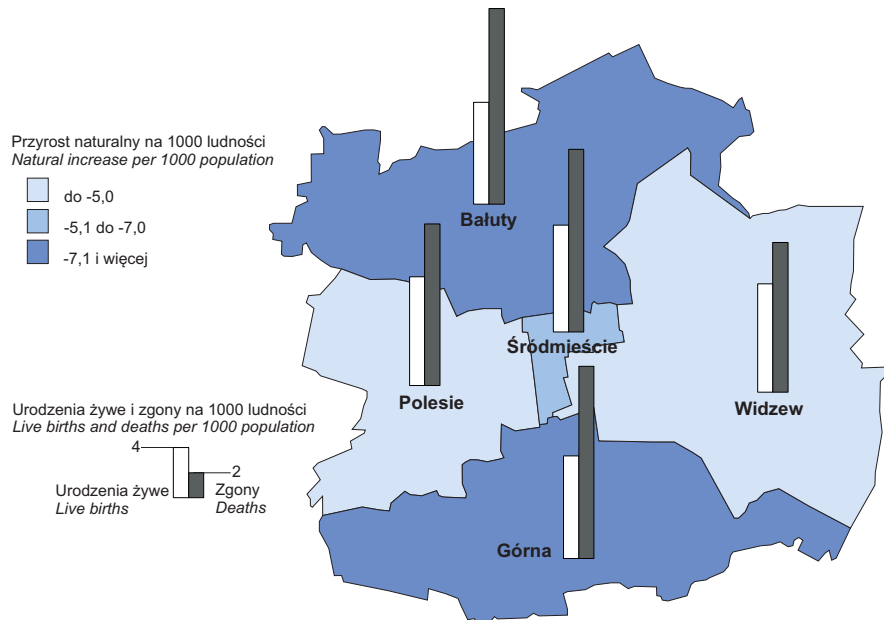 Przyrost naturalny na 1000 ludności
Natural increase per 1000 population
do -5,0
-5,1 do -7,0
-7,1 i więcej
Bałuty
Śródmieście
Polesie
Widzew
Górna
Urodzenia żywe i zgony na 1000 ludności
Live births and deaths per 1000 population
4
2
Urodzenia żywe
Live births
Zgony
Deaths